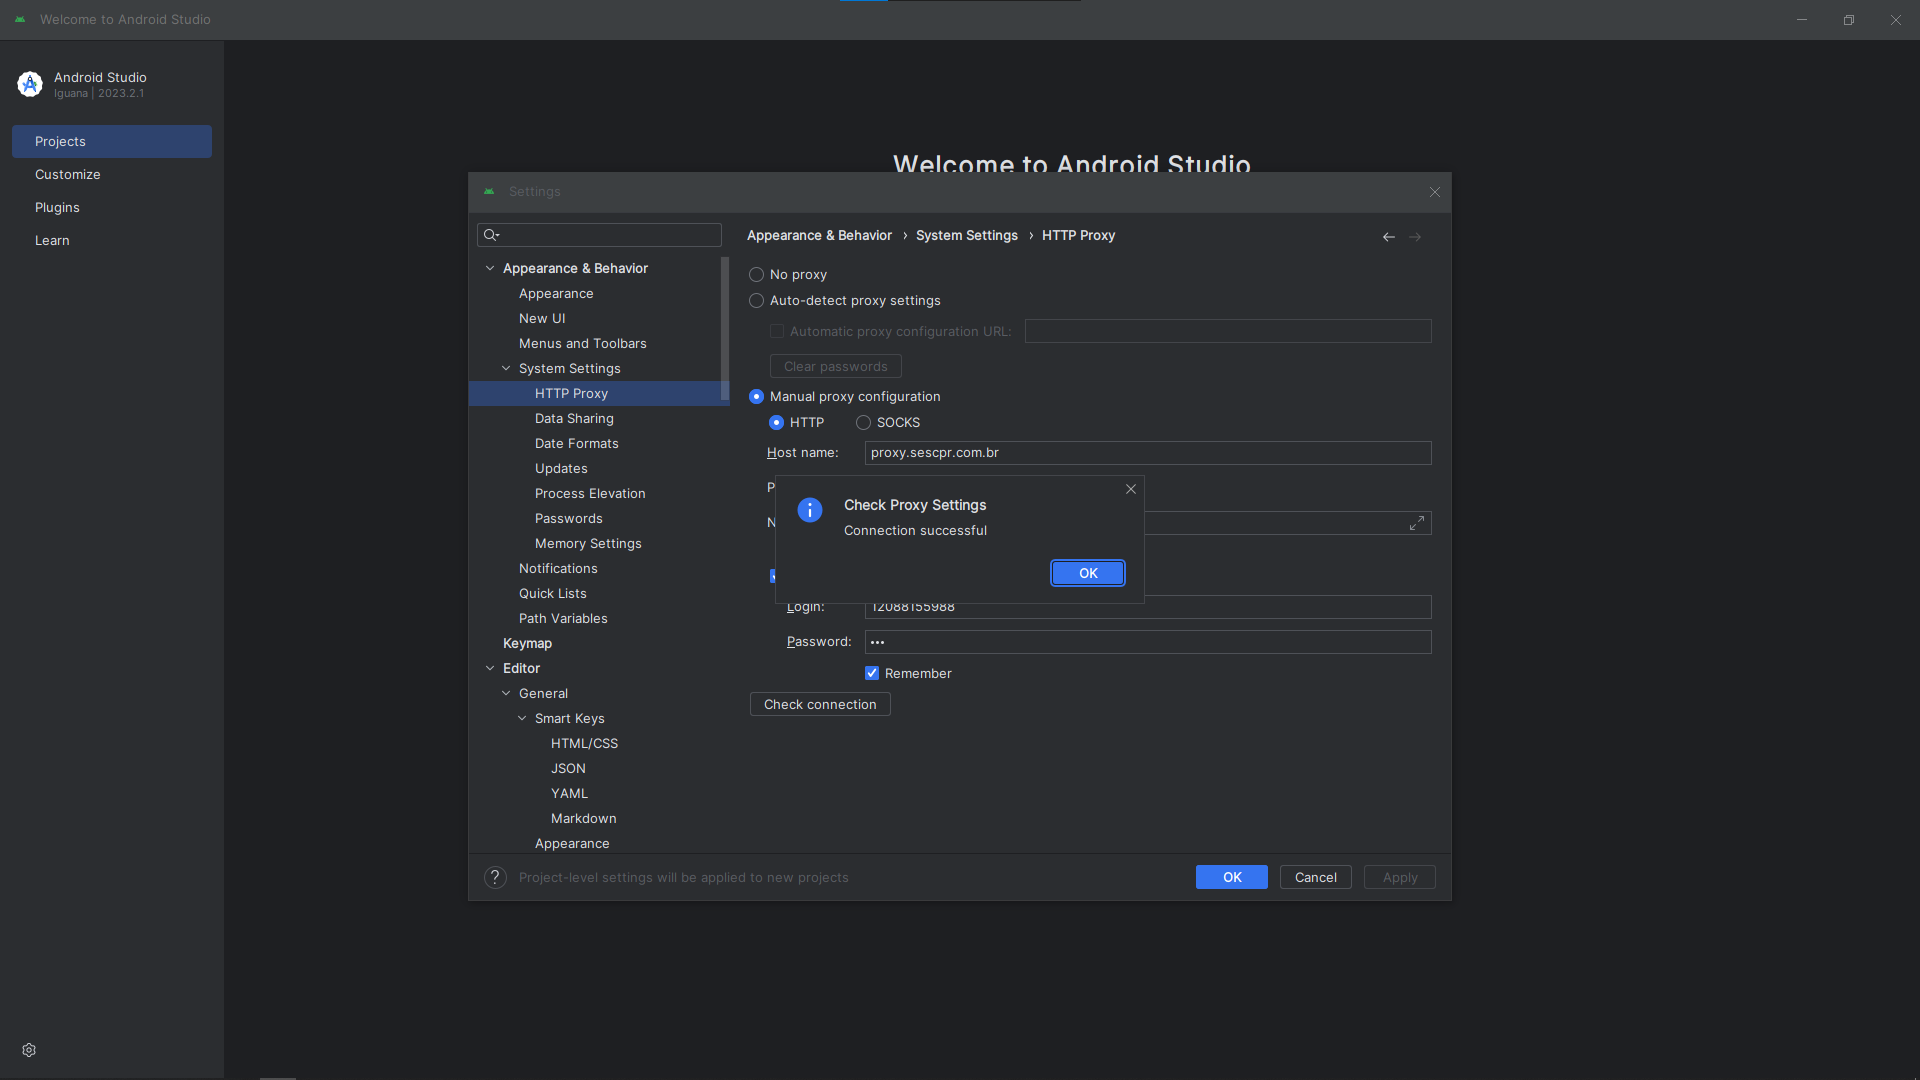 Welcome to Android Studio
Android Studio
Iguana | 2023.2.1
Projects
Customize
Plugins
Learn
Welcome to Android Studio
Settings
Appearance & Behavior
Appearance
New UI
Menus and Toolbars
System Settings
HTTP Proxy
Data Sharing
Date Formats
Updates
Process Elevation
Passwords
Memory Settings
Notifications
Quick Lists
Path Variables
Keymap
Editor
General
Smart Keys
HTML/CSS
JSON
YAML
Markdown
Appearance
Appearance & Behavior › System Settings › HTTP Proxy
No proxy
Auto-detect proxy settings
Automatic proxy configuration URL:
Clear passwords
Manual proxy configuration
HTTP SOCKS
Host name: proxy.sescpr.com.br
P
N
Check Proxy Settings
Connection successful
OK
Login: 12088155988
Password: •••
Remember
Check connection
? Project-level settings will be applied to new projects
OK Cancel Apply